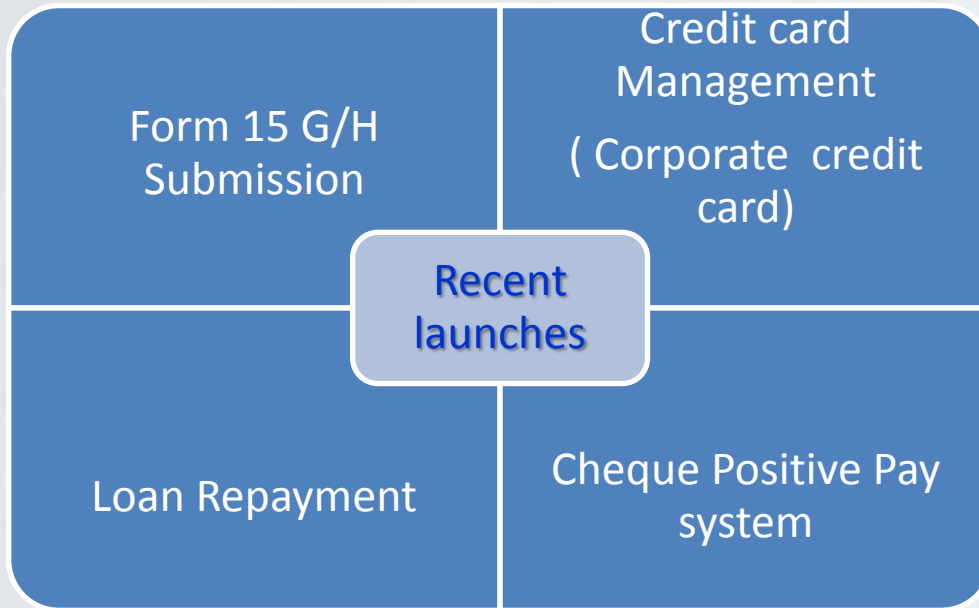 Form 15 G/H
Submission
Credit card
Management
( Corporate credit
card)
Recent
launches
Loan Repayment
Cheque Positive Pay
system